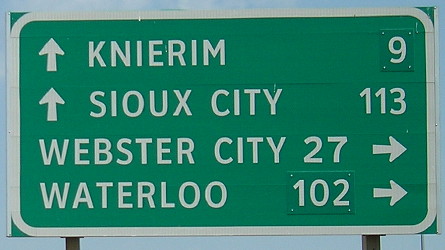 KNIERIM 9
SIOUX CITY 113
WEBSTER CITY 27
WATERLOO 102